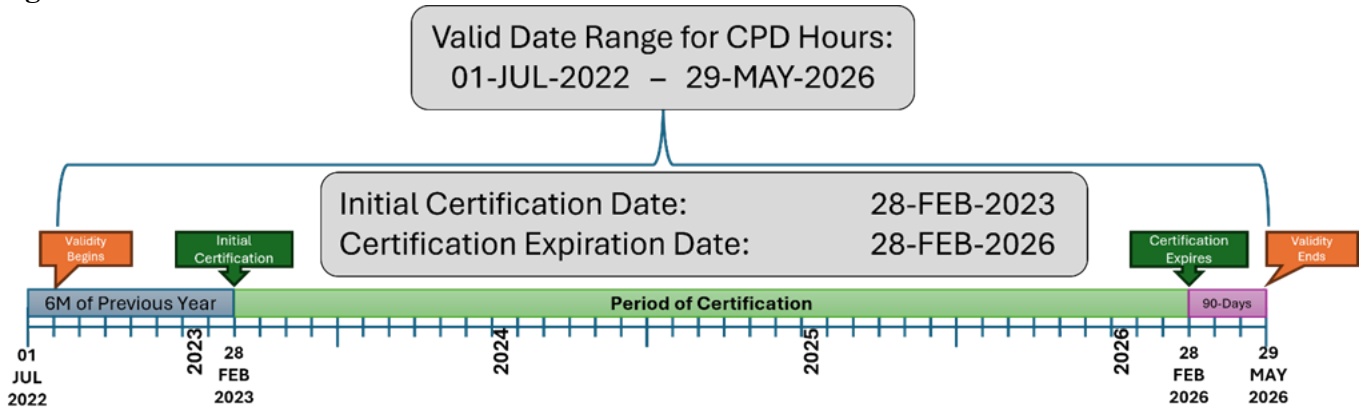 Valid Date Range for CPD Hours:
01-JUL-2022 – 29-MAY-2026
Initial Certification Date: 28-FEB-2023
Certification Expiration Date: 28-FEB-2026
Validity
Begins
Initial
Certification
Certification
Expires
Validity
Ends
6M of Previous Year
Period of Certification
90-Days
2023
2024
2025
2026
01
JUL
2022
28
FEB
2023
28
FEB
2026
29
MAY
2026